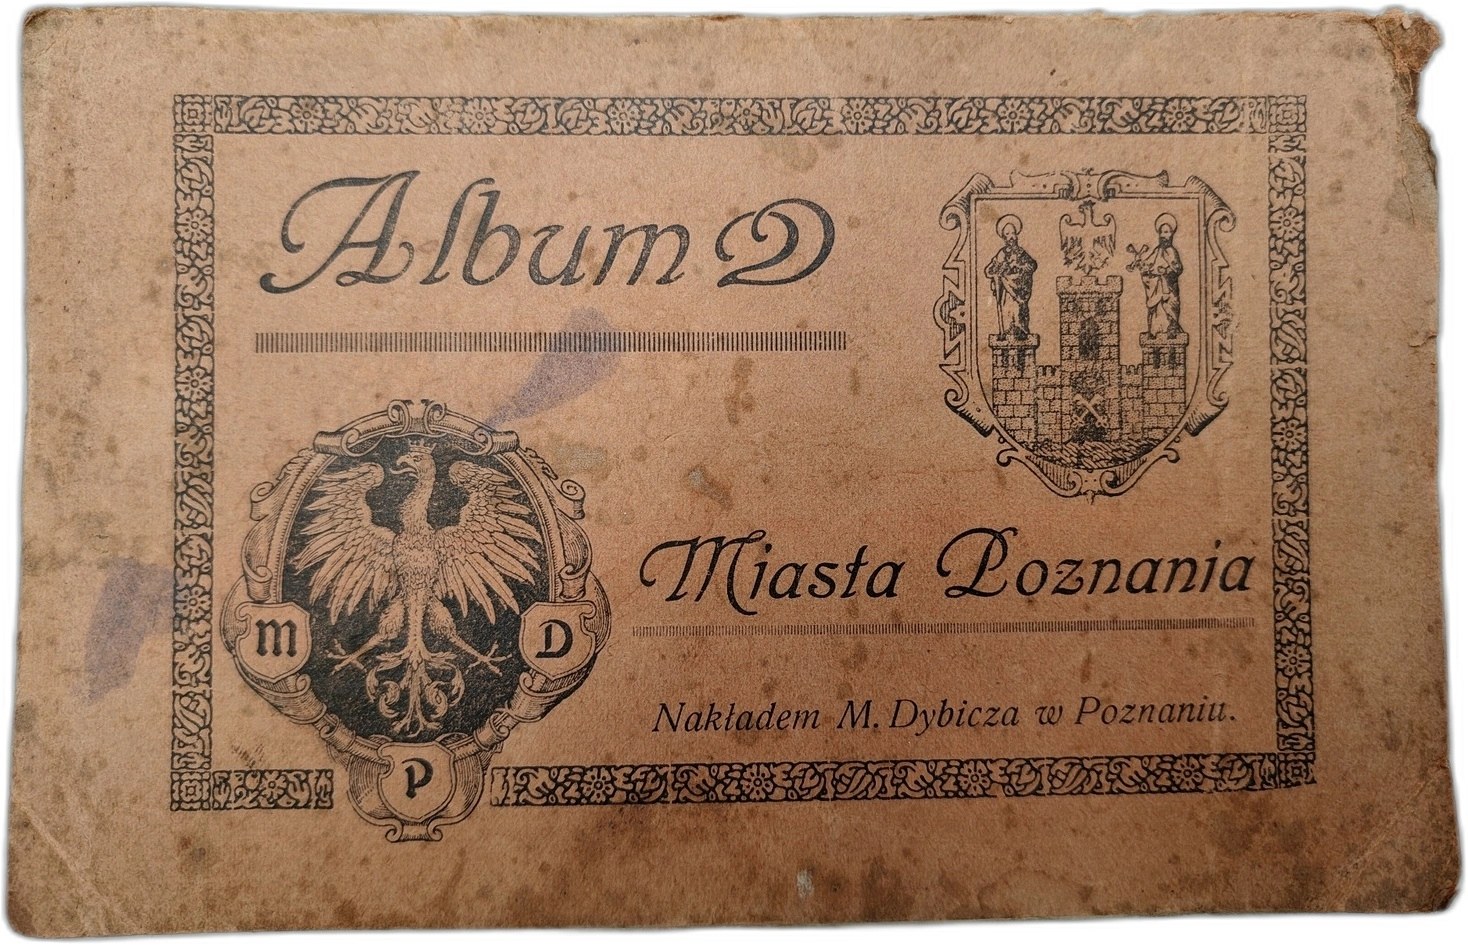 Album D
Miasta Poznania
Nakładem M. Dybicza w Poznaniu.
M
D
P